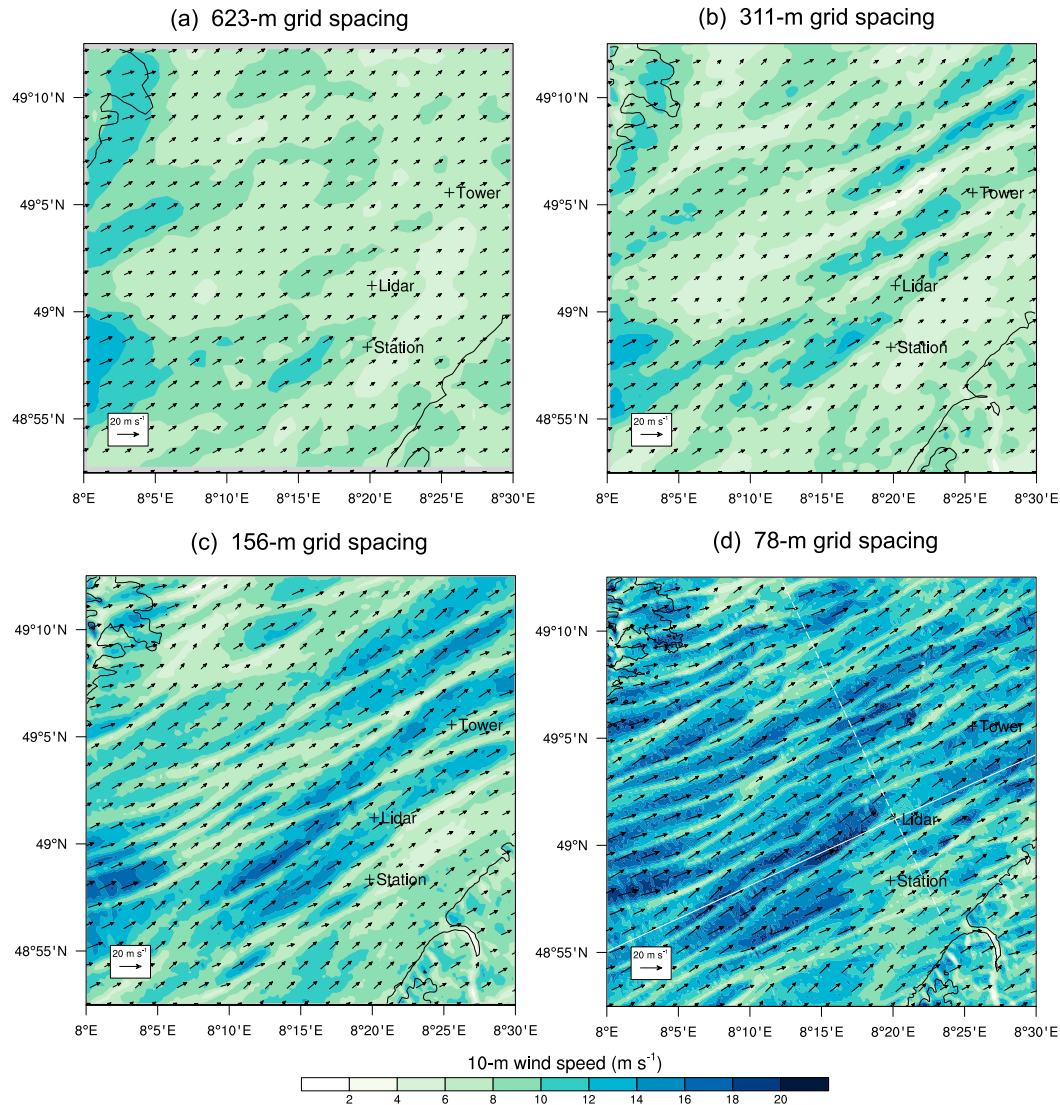 (a) 623-m grid spacing
(b) 311-m grid spacing
49°10'N
49°5'N
49°N
48°55'N
Tower
Lidar
Station
20 m s⁻¹
8°E 8°5'E 8°10'E 8°15'E 8°20'E 8°25'E 8°30'E
49°10'N
49°5'N
49°N
48°55'N
Tower
Lidar
Station
20 m s⁻¹
8°E 8°5'E 8°10'E 8°15'E 8°20'E 8°25'E 8°30'E
(c) 156-m grid spacing
(d) 78-m grid spacing
49°10'N
49°5'N
49°N
48°55'N
Tower
Lidar
Station
20 m s⁻¹
8°E 8°5'E 8°10'E 8°15'E 8°20'E 8°25'E 8°30'E
49°10'N
49°5'N
49°N
48°55'N
Tower
Lidar
Station
20 m s⁻¹
8°E 8°5'E 8°10'E 8°15'E 8°20'E 8°25'E 8°30'E
10-m wind speed (m s⁻¹)
2 4 6 8 10 12 14 16 18 20